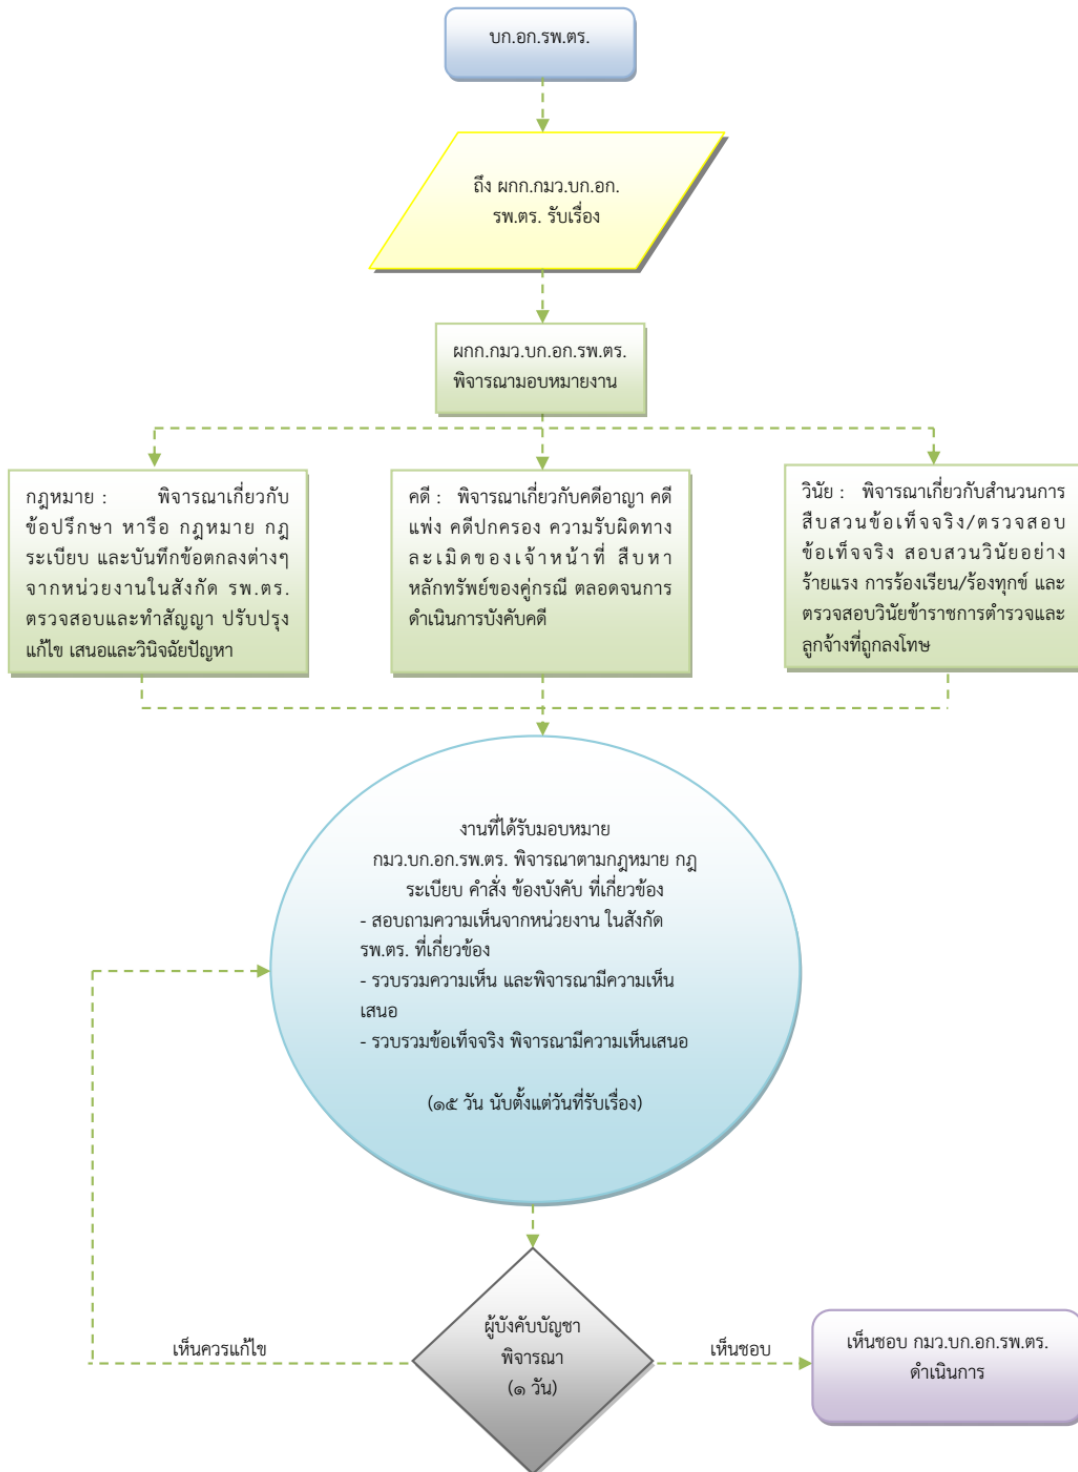 บก.อก.รพ.ตร.
ถึง ผกก.กมว.บก.อก.
รพ.ตร. รับเรื่อง
ผกก.กมว.บก.อก.รพ.ตร.
พิจารณามอบหมายงาน
กฎหมาย : พิจารณาเกี่ยวกับ
ข้อปรึกษา หารือ กฎหมาย กฎ
ระเบียบ และบันทึกข้อตกลงต่างๆ
จากหน่วยงานในสังกัด รพ.ตร.
ตรวจสอบและทำสัญญา ปรับปรุง
แก้ไข เสนอและวินิจฉัยปัญหา
คดี : พิจารณาเกี่ยวกับคดีอาญา คดี
แพ่ง คดีปกครอง ความรับผิดทาง
ละเมิดของเจ้าหน้าที่ สืบหา
หลักทรัพย์ของคู่กรณี ตลอดจนการ
ดำเนินการบังคับคดี
วินัย : พิจารณาเกี่ยวกับสำนวนการ
สืบสวนข้อเท็จจริง/ตรวจสอบ
ข้อเท็จจริง สอบสวนวินัยอย่าง
ร้ายแรง การร้องเรียน/ร้องทุกข์ และ
ตรวจสอบวินัยข้าราชการตำรวจและ
ลูกจ้างที่ถูกลงโทษ
งานที่ได้รับมอบหมาย
กมว.บก.อก.รพ.ตร. พิจารณาตามกฎหมาย กฎ
ระเบียบ คำสั่ง ข้องบังคับ ที่เกี่ยวข้อง
- สอบถามความเห็นจากหน่วยงาน ในสังกัด
รพ.ตร. ที่เกี่ยวข้อง
- รวบรวมความเห็น และพิจารณามีความเห็น
เสนอ
- รวบรวมข้อเท็จจริง พิจารณามีความเห็นเสนอ
(๑๕ วัน นับตั้งแต่วันที่รับเรื่อง)
ผู้บังคับบัญชา
พิจารณา
(๑ วัน)
เห็นควรแก้ไข
เห็นชอบ
เห็นชอบ กมว.บก.อก.รพ.ตร.
ดำเนินการ